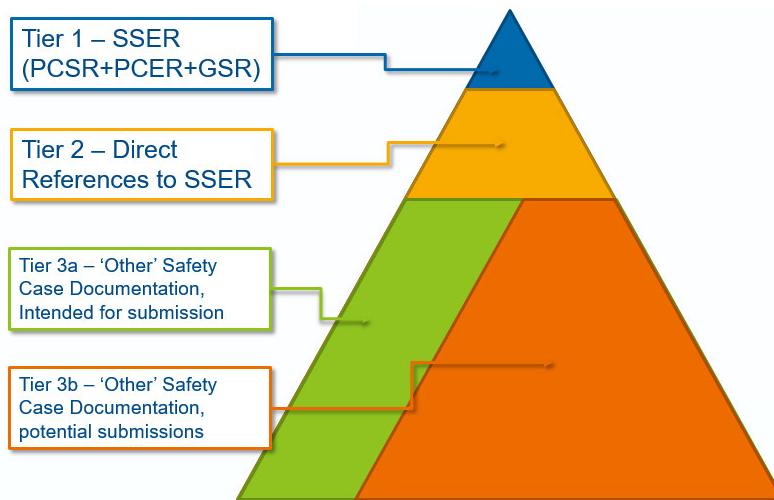 Tier 1 – SSER
(PCSR+PCER+GSR)
Tier 2 – Direct
References to SSER
Tier 3a – ‘Other’ Safety
Case Documentation,
Intended for submission
Tier 3b – ‘Other’ Safety
Case Documentation,
potential submissions